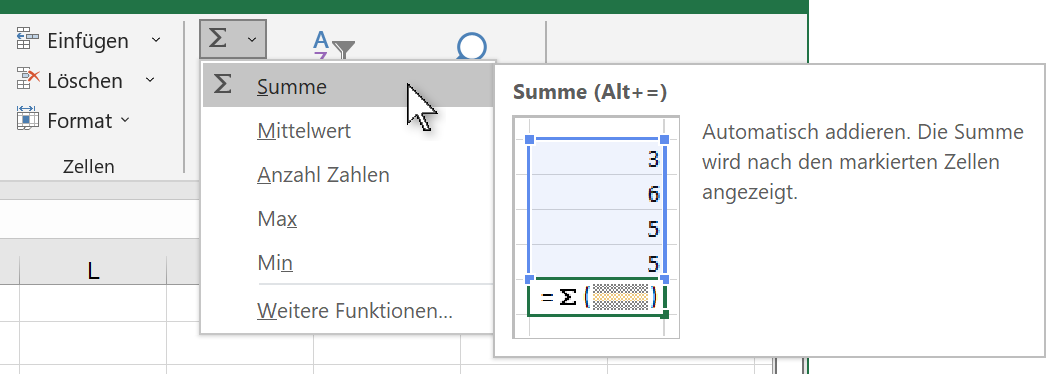 Einfügen
Löschen
Format
Zellen
Σ
A
Z
Σ Summe
Mittelwert
Anzahl Zahlen
Max
Min
Weitere Funktionen...
L
Summe (Alt+=)
3
6
5
5
=Σ( )
Automatisch addieren. Die Summe
wird nach den markierten Zellen
angezeigt.